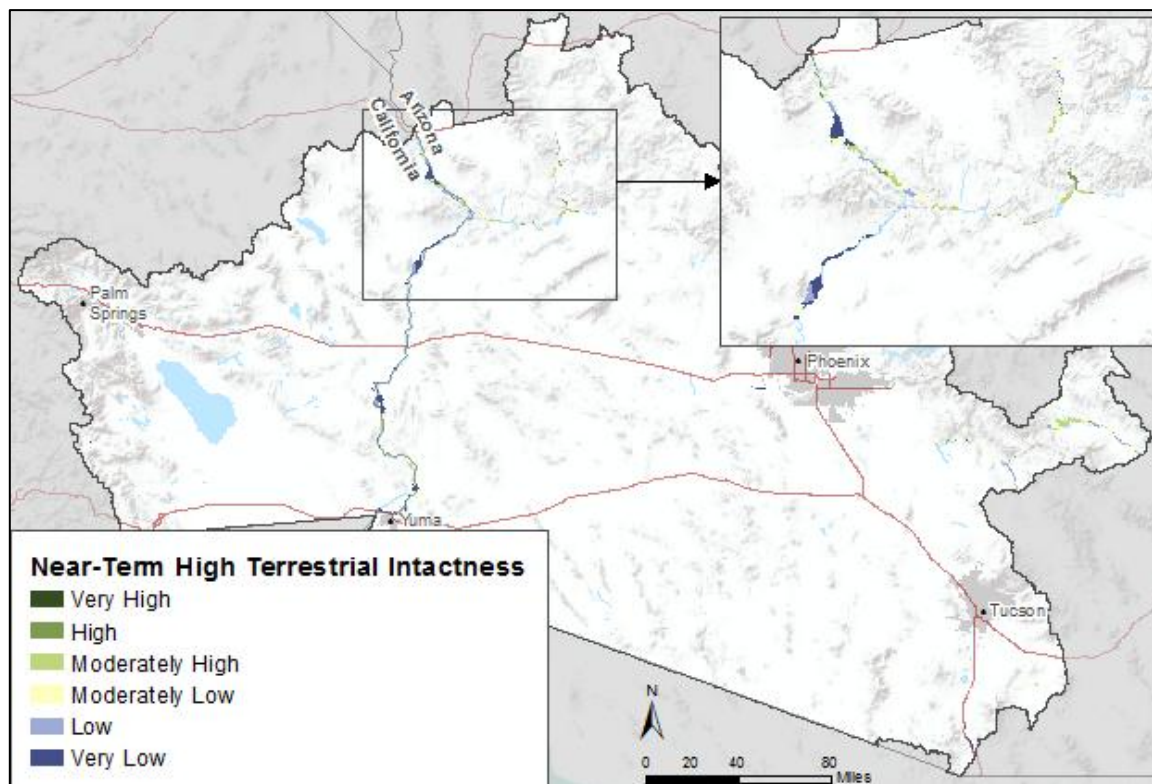 Arizona
California
Palm
Springs
Phoenix
Yuma
Tucson
Near-Term High Terrestrial Intactness
Very High
High
Moderately High
Moderately Low
Low
Very Low
N
0 20 40 80
Miles